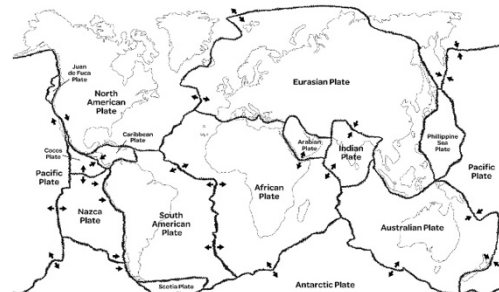 Juan
de Fuca
Plate
North
American
Plate
Eurasian Plate
Caribbean
Plate
Cocos
Plate
Pacific
Plate
Nazca
Plate
South
American
Plate
African
Plate
Arabian
Plate
Indian
Plate
Philippine
Sea
Plate
Pacific
Plate
Australian Plate
Scotia Plate
Antarctic Plate